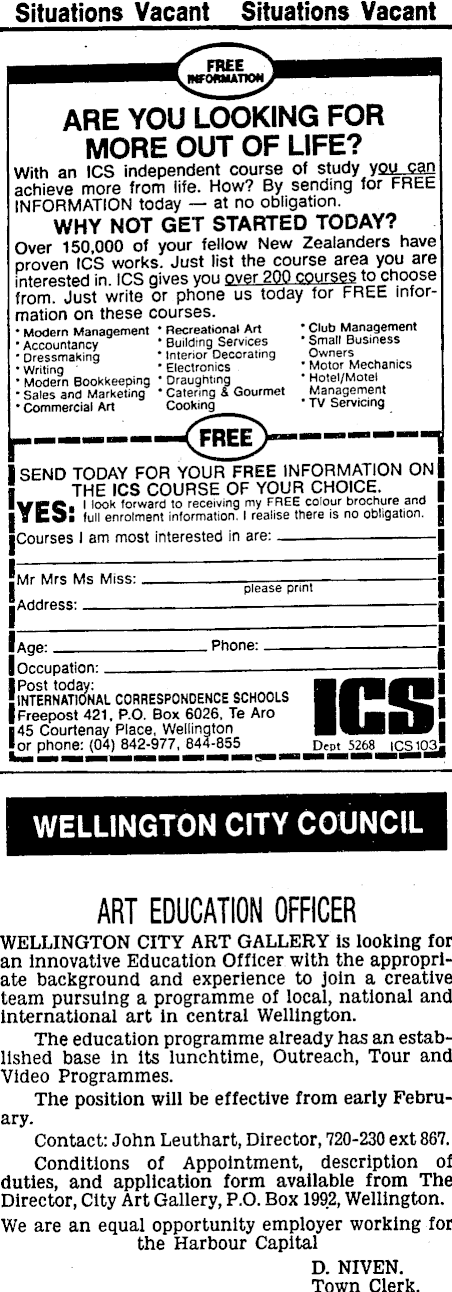 Situations Vacant Situations Vacant
FREE
INFORMATION
ARE YOU LOOKING FOR
MORE OUT OF LIFE?
With an ICS independent course of study you can
achieve more from life. How? By sending for FREE
INFORMATION today — at no obligation.
WHY NOT GET STARTED TODAY?
Over 150,000 of your fellow New Zealanders have
proven ICS works. Just list the course area you are
interested in. ICS gives you over 200 courses to choose
from. Just write or phone us today for FREE infor-
mation on these courses.
* Modern Management
* Accountancy
* Dressmaking
* Writing
* Modern Bookkeeping
* Sales and Marketing
* Commercial Art
* Recreational Art
* Building Services
* Interior Decorating
* Electronics
* Draughting
* Catering & Gourmet
Cooking
* Club Management
* Small Business
Owners
* Motor Mechanics
* Hotel/Motel
Management
* TV Servicing
FREE
SEND TODAY FOR YOUR FREE INFORMATION ON
THE ICS COURSE OF YOUR CHOICE.
YES: I look forward to receiving my FREE colour brochure and
full enrolment information. I realise there is no obligation.
Courses I am most interested in are:
Mr Mrs Ms Miss:
please print
Address:
Age: Phone:
Occupation:
Post today:
INTERNATIONAL CORRESPONDENCE SCHOOLS
Freepost 421, P.O. Box 6026, Te Aro
45 Courtenay Place, Wellington
or phone: (04) 842-977, 844-855
ICS
Dept 5268 ICS103
WELLINGTON CITY COUNCIL
ART EDUCATION OFFICER
WELLINGTON CITY ART GALLERY is looking for
an innovative Education Officer with the appropri-
ate background and experience to join a creative
team pursuing a programme of local, national and
international art in central Wellington.
The education programme already has an estab-
lished base in its lunchtime, Outreach, Tour and
Video Programmes.
The position will be effective from early Febru-
ary.
Contact: John Leuthart, Director, 720-230 ext 867.
Conditions of Appointment, description of
duties, and application form available from The
Director, City Art Gallery, P.O. Box 1992, Wellington.
We are an equal opportunity employer working for
the Harbour Capital
D. NIVEN.
Town Clerk.